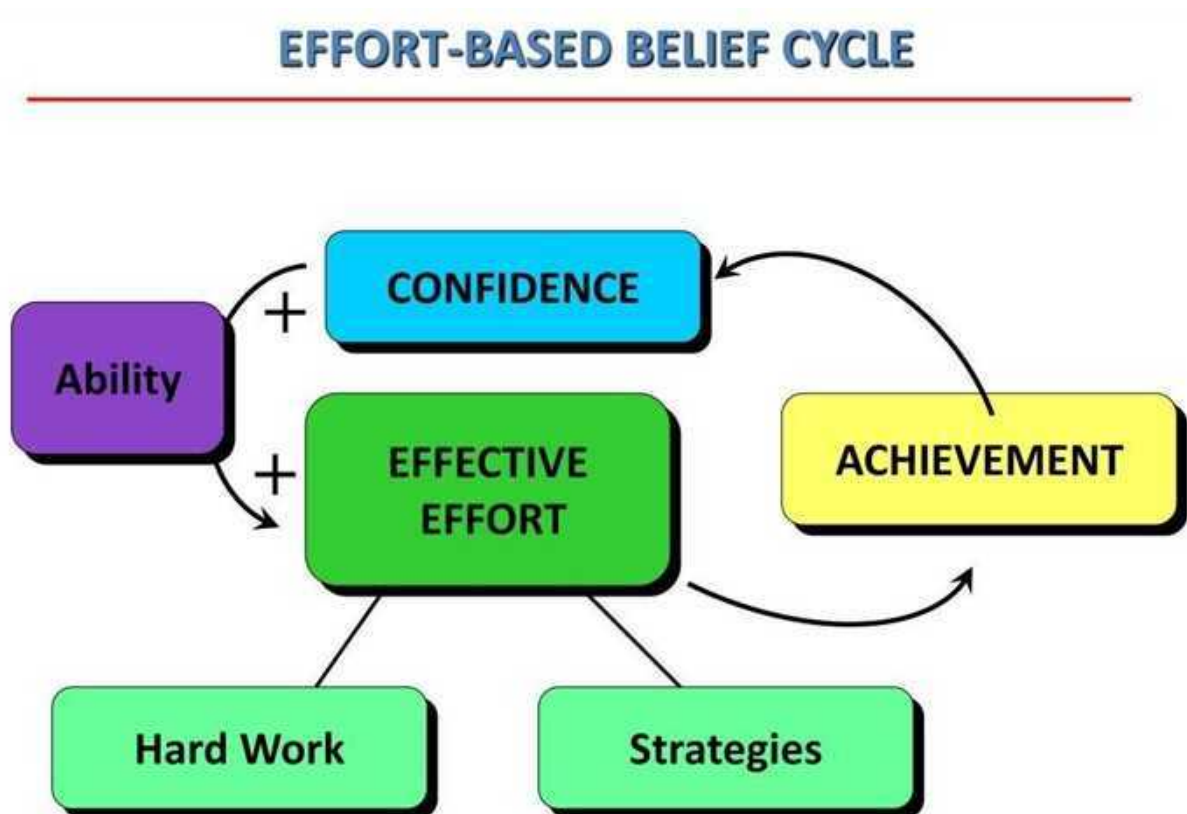 EFFORT-BASED BELIEF CYCLE
CONFIDENCE
+
Ability
+
EFFECTIVE
EFFORT
ACHIEVEMENT
Hard Work
Strategies